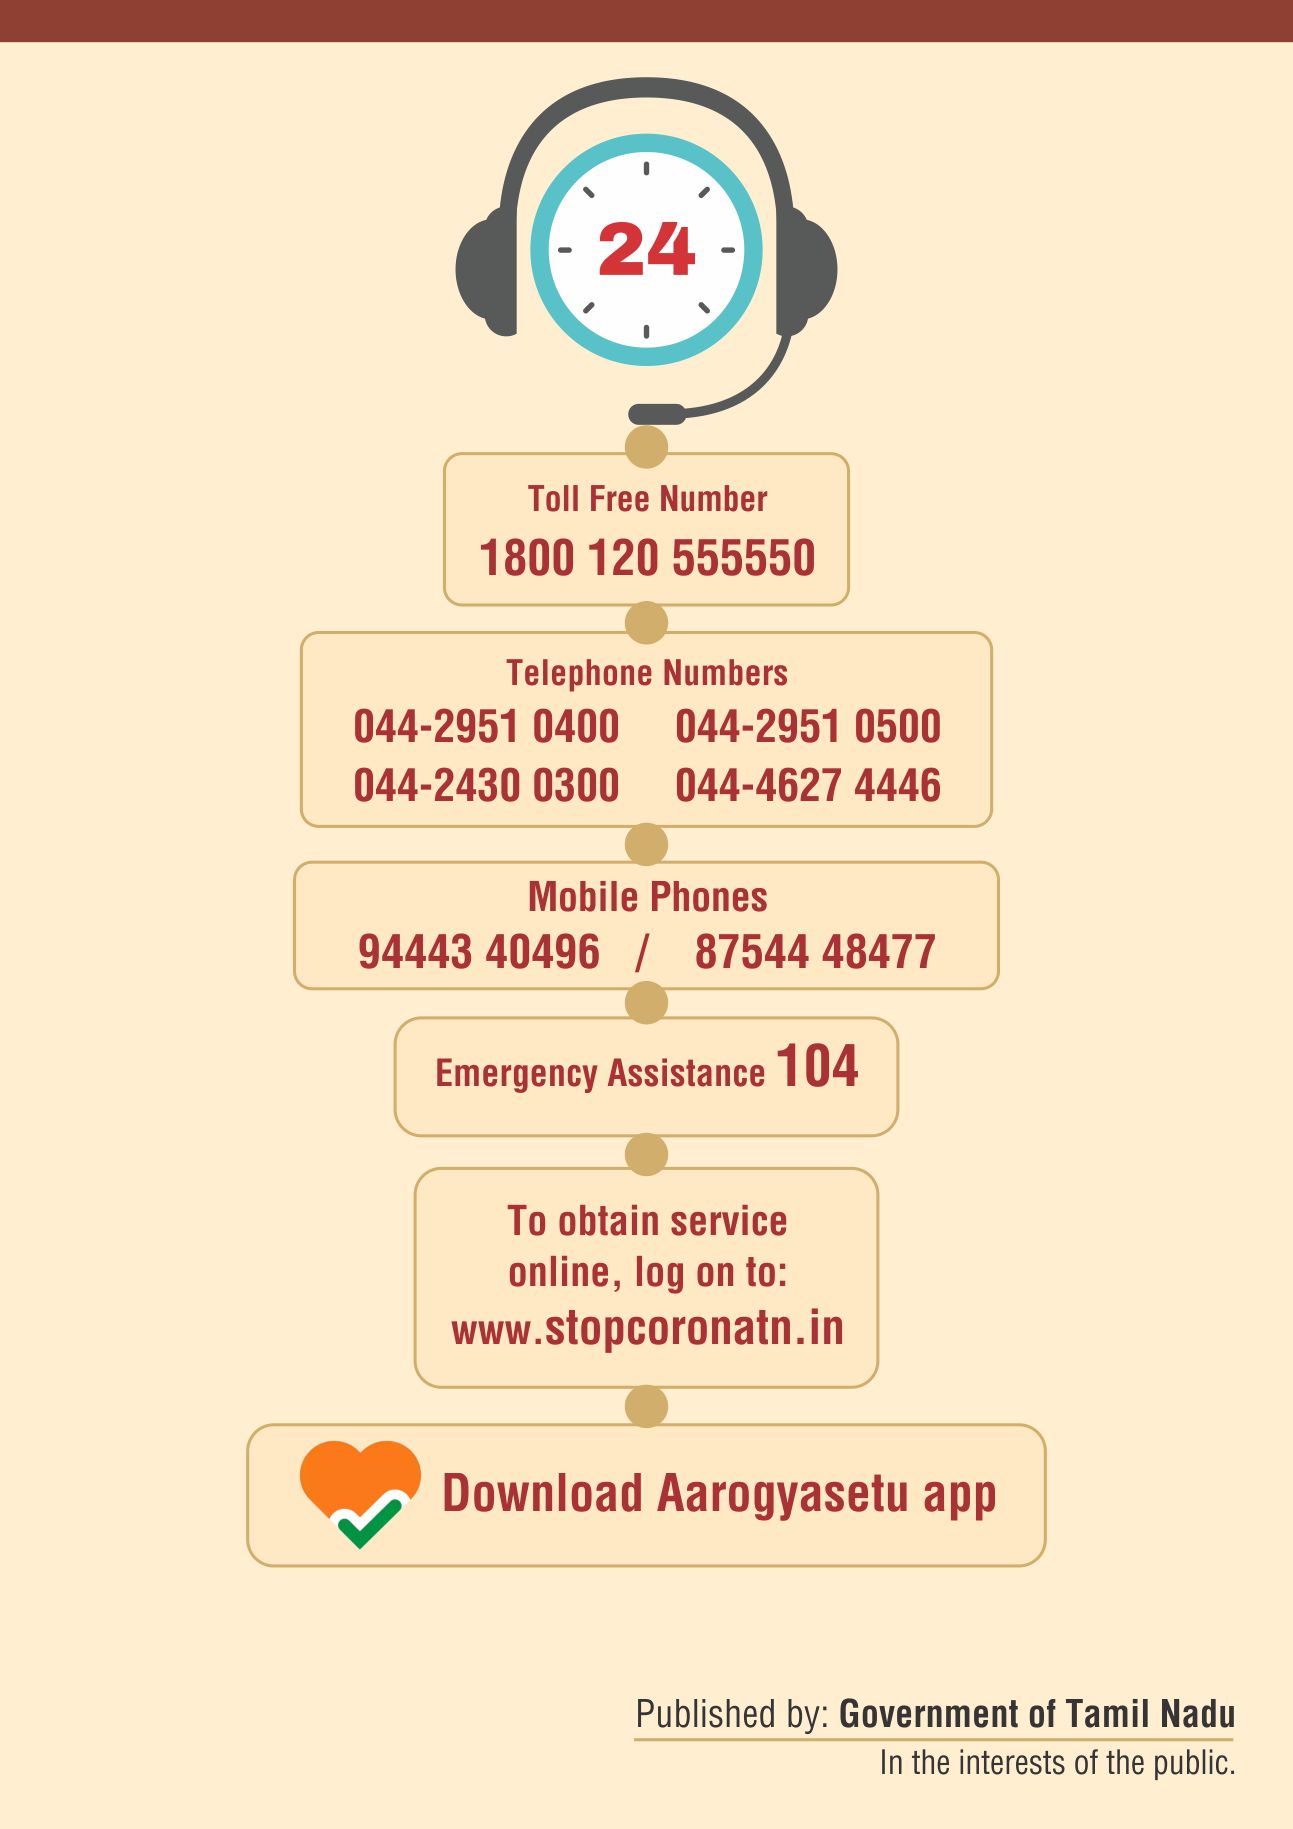 24
Toll Free Number
1800 120 555550
Telephone Numbers
044-2951 0400 044-2951 0500
044-2430 0300 044-4627 4446
Mobile Phones
94443 40496 / 87544 48477
Emergency Assistance 104
To obtain service
online, log on to:
www.stopcoronatn.in
Download Aarogyasetu app
Published by: Government of Tamil Nadu
In the interests of the public.